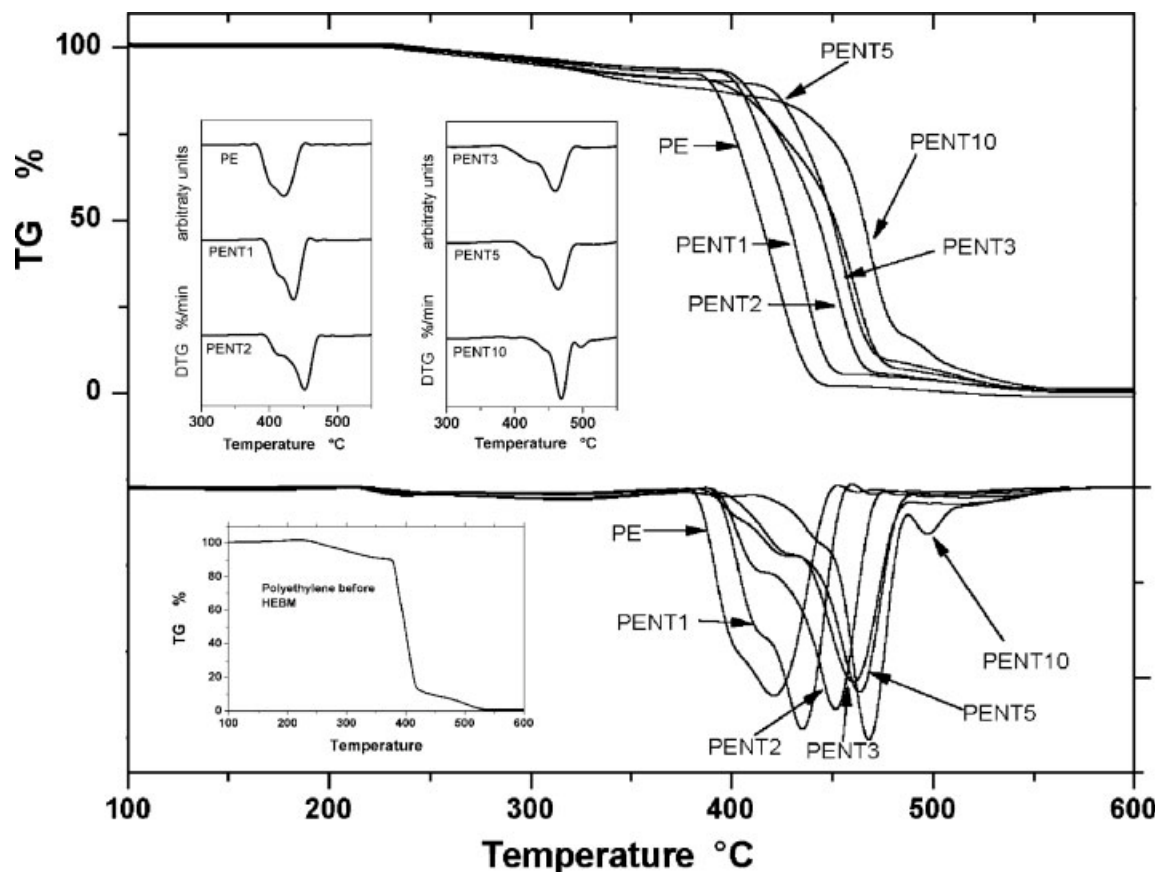 100
50
0
TG %
PENT5
PE
PENT10
PENT1
PENT3
PENT2
arbitraty units
DTG %/min
PE
PENT1
PENT2
300 400 500
Temperature °C
arbitraty units
DTG %/min
PENT3
PENT5
PENT10
300 400 500
Temperature °C
PE
PENT1
PENT10
PENT5
PENT2
PENT3
100
80
60
40
20
0
TG %
Polyethylene before
HEBM
100 200 300 400 500 600
Temperature
100 200 300 400 500 600
Temperature °C